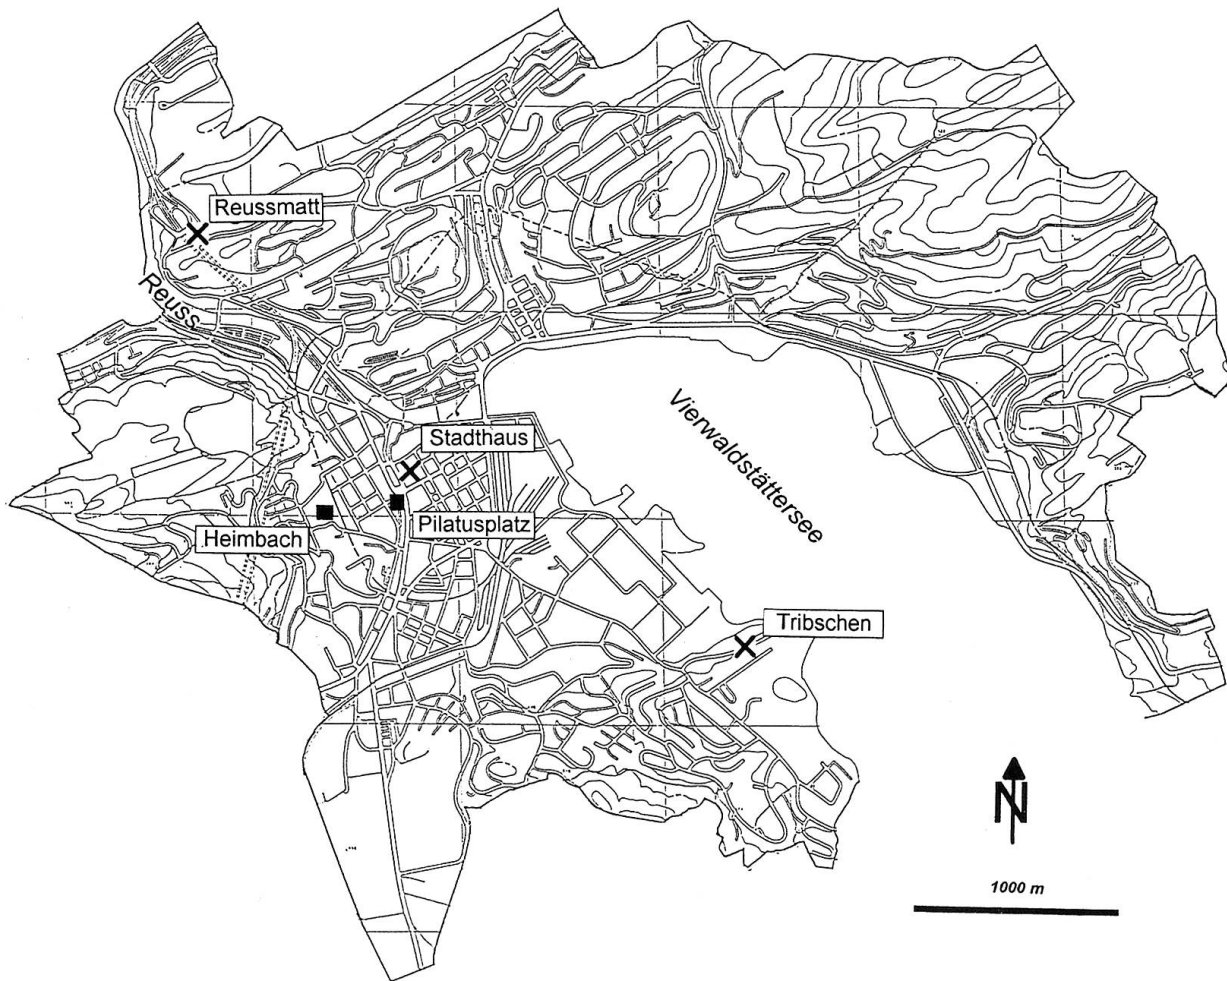 Reussmatt
Reuss
Vierwaldstättersee
Stadthaus
Pilatusplatz
Heimbach
Tribschen
N
1000 m